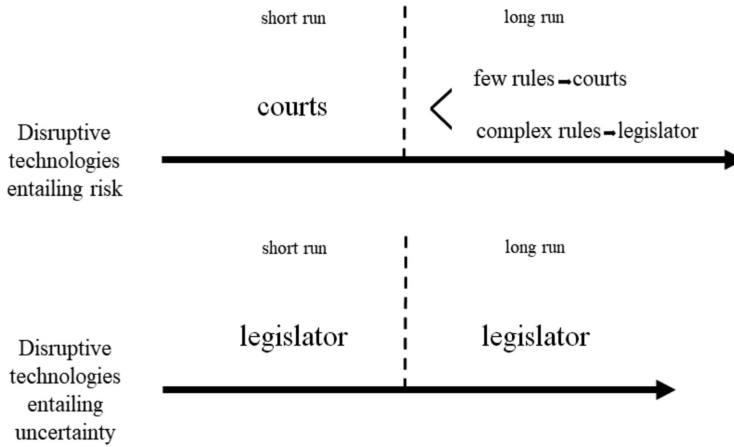 short run
long run
few rules➡courts
courts
complex rules➡legislator
Disruptive
technologies
entailing risk
short run
long run
legislator
legislator
Disruptive
technologies
entailing
uncertainty